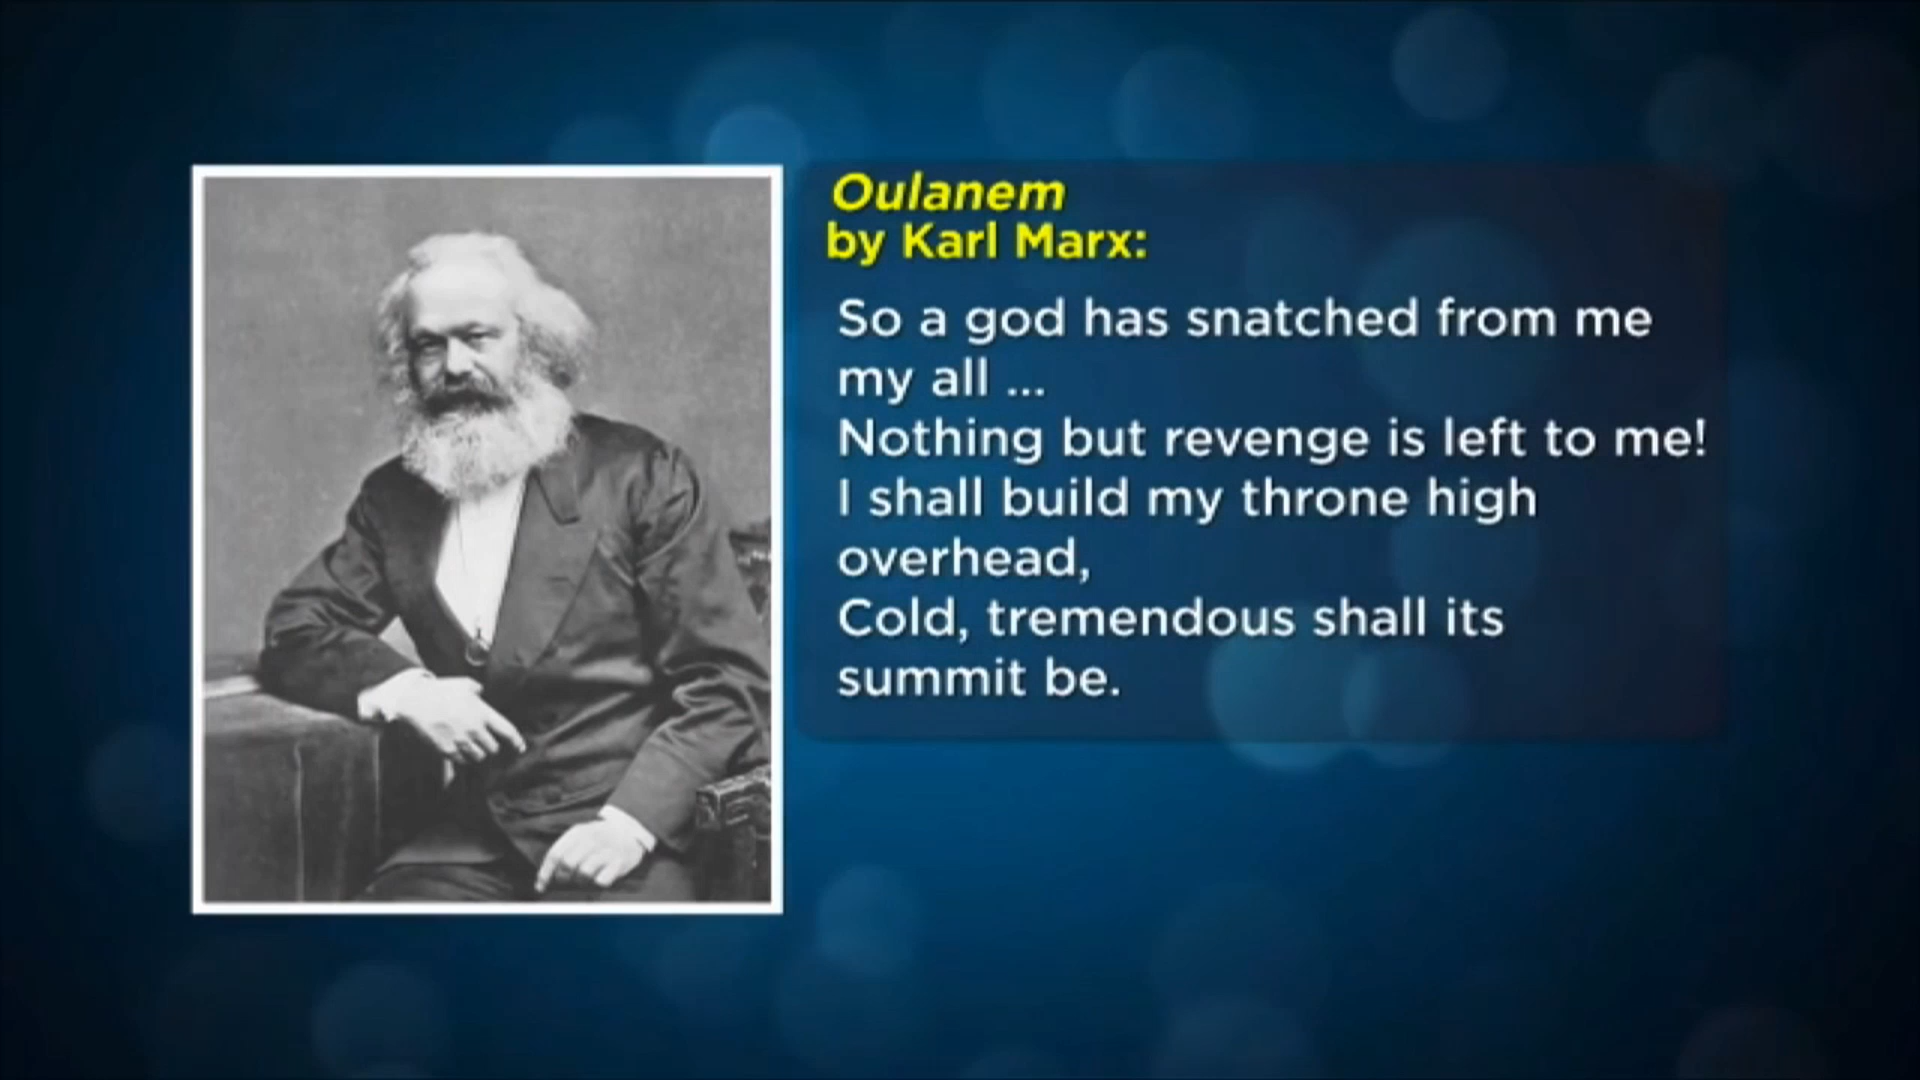 Oulanem
by Karl Marx:
So a god has snatched from me
my all ...
Nothing but revenge is left to me!
I shall build my throne high
overhead,
Cold, tremendous shall its
summit be.